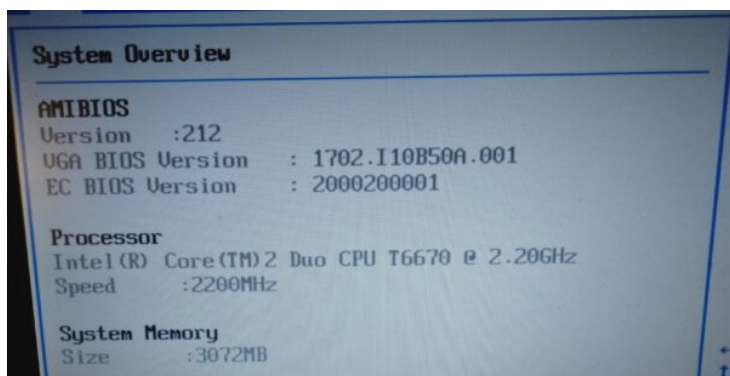 System Overview
AMIBIOS
Version :212
VGA BIOS Version : 1702.I10B50A.001
EC BIOS Version : 2000200001
Processor
Intel(R) Core(TM)2 Duo CPU T6670 @ 2.20GHz
Speed :2200MHz
System Memory
Size :3072MB